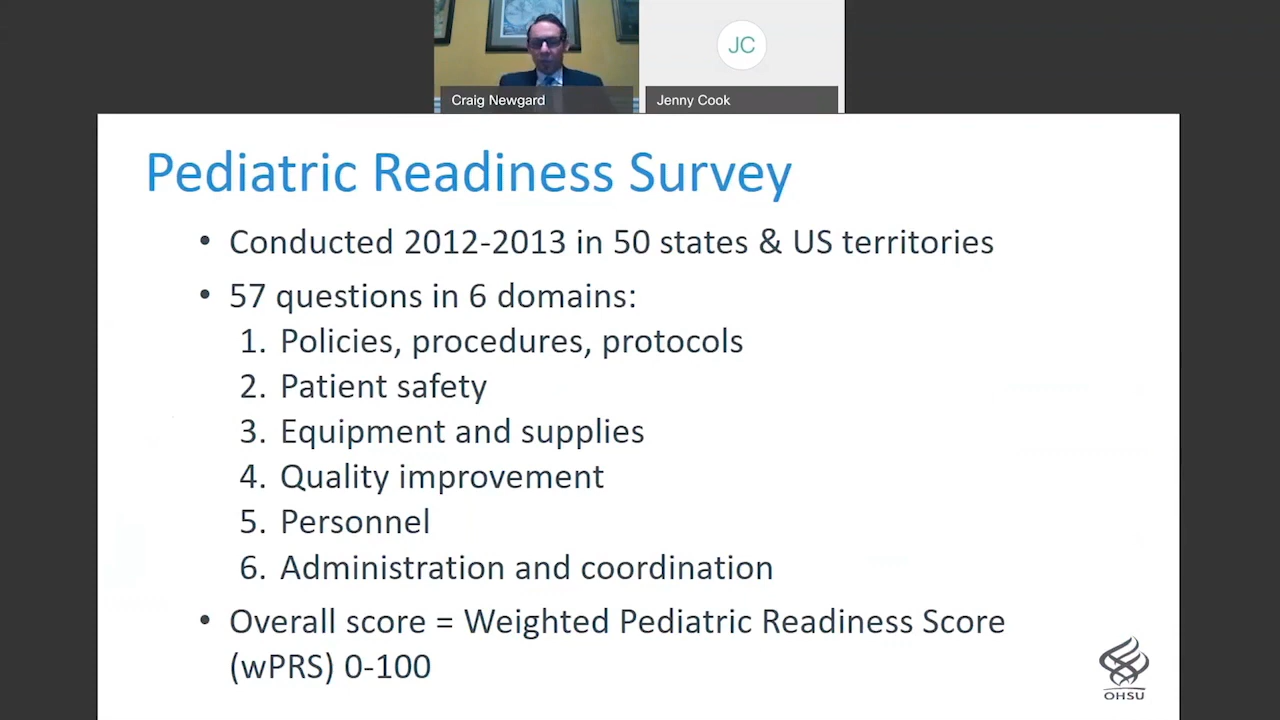 Craig Newgard
JC
Jenny Cook
Pediatric Readiness Survey
• Conducted 2012-2013 in 50 states & US territories
• 57 questions in 6 domains:
1. Policies, procedures, protocols
2. Patient safety
3. Equipment and supplies
4. Quality improvement
5. Personnel
6. Administration and coordination
• Overall score = Weighted Pediatric Readiness Score
(wPRS) 0-100
OHSU